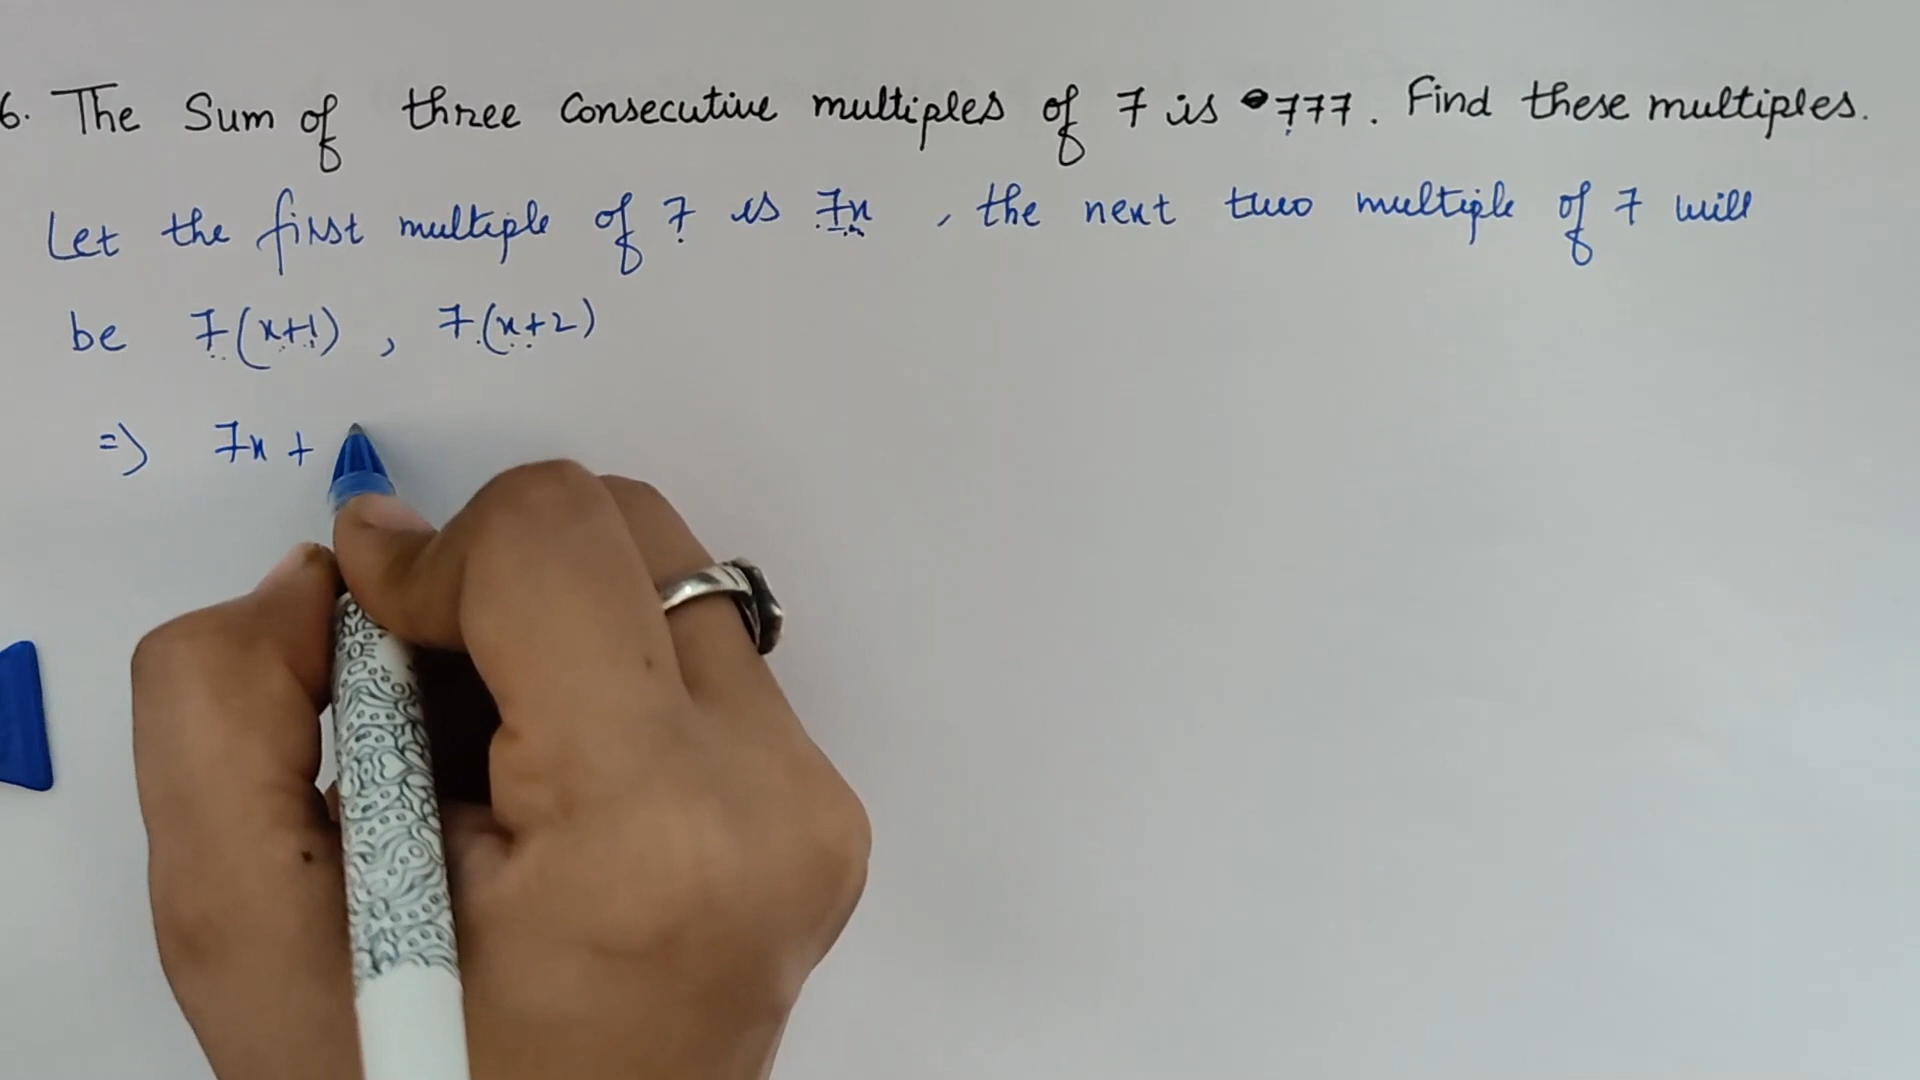 6. The Sum of three Consecutive multiples of 7 is 777. Find these multiples.
Let the first multiple of 7 is 7x, the next two multiple of 7 will
be 7(x+1), 7(x+2)
=> 7x +